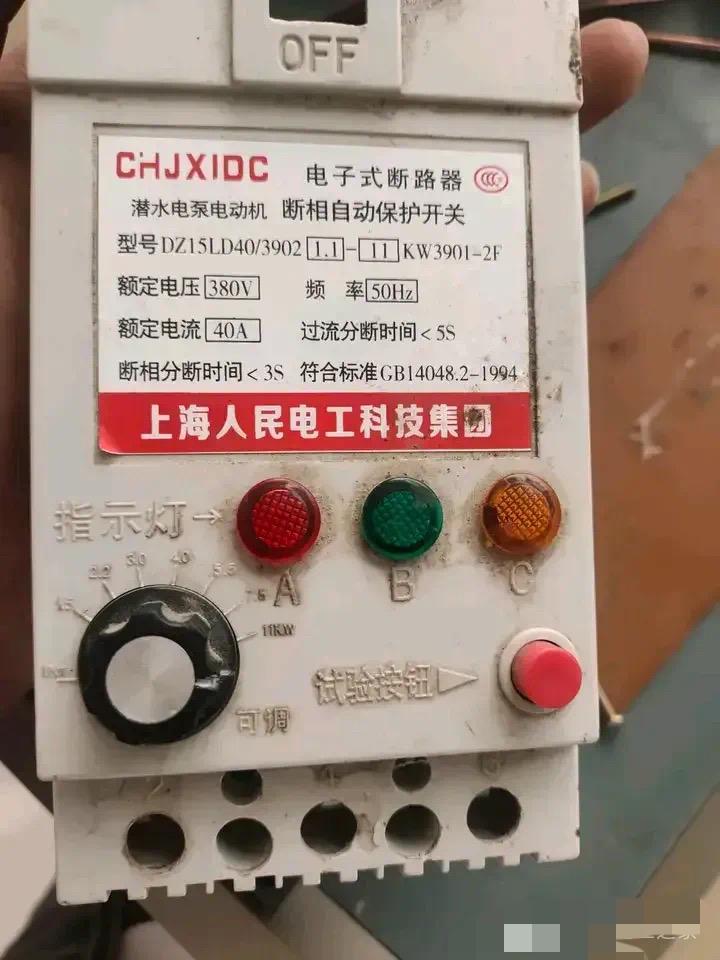 OFF
CHJXIDC 电子式断路器 CCC
潜水电泵电动机 断相自动保护开关
型号DZ15LD40/3902 1.1-11KW3901-2F
额定电压 380V 频 率 50Hz
额定电流 40A 过流分断时间<5S
断相分断时间<3S 符合标准GB14048.2-1994
上海人民电工科技集团
指示灯→
A B C
1.5 2.2 3.0 4.0 5.5 7.5 11KW
试验按钮
可调
2 4